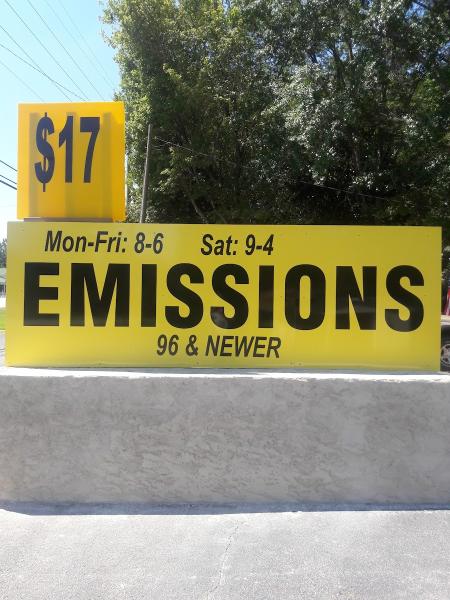 $17
Mon-Fri: 8-6 Sat: 9-4
EMISSIONS
96 & NEWER